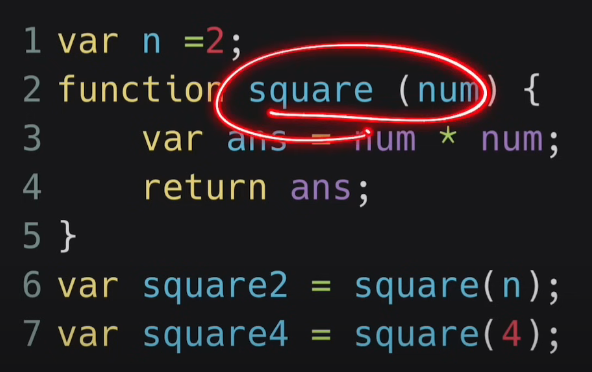 1 var n =2;
2 function square (num) {
3     var ans = num * num;
4     return ans;
5 }
6 var square2 = square(n);
7 var square4 = square(4);